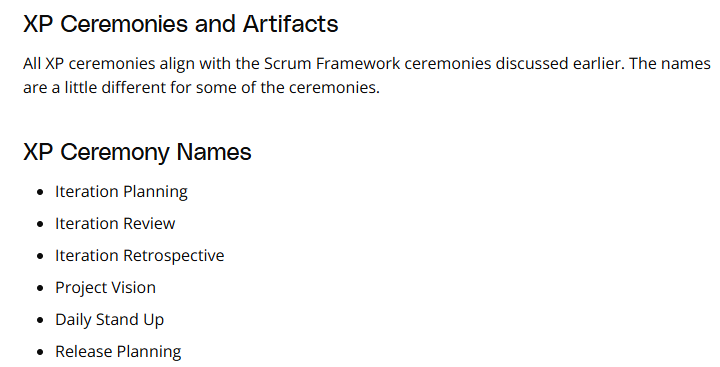 XP Ceremonies and Artifacts
All XP ceremonies align with the Scrum Framework ceremonies discussed earlier. The names
are a little different for some of the ceremonies.
XP Ceremony Names
• Iteration Planning
• Iteration Review
• Iteration Retrospective
• Project Vision
• Daily Stand Up
• Release Planning